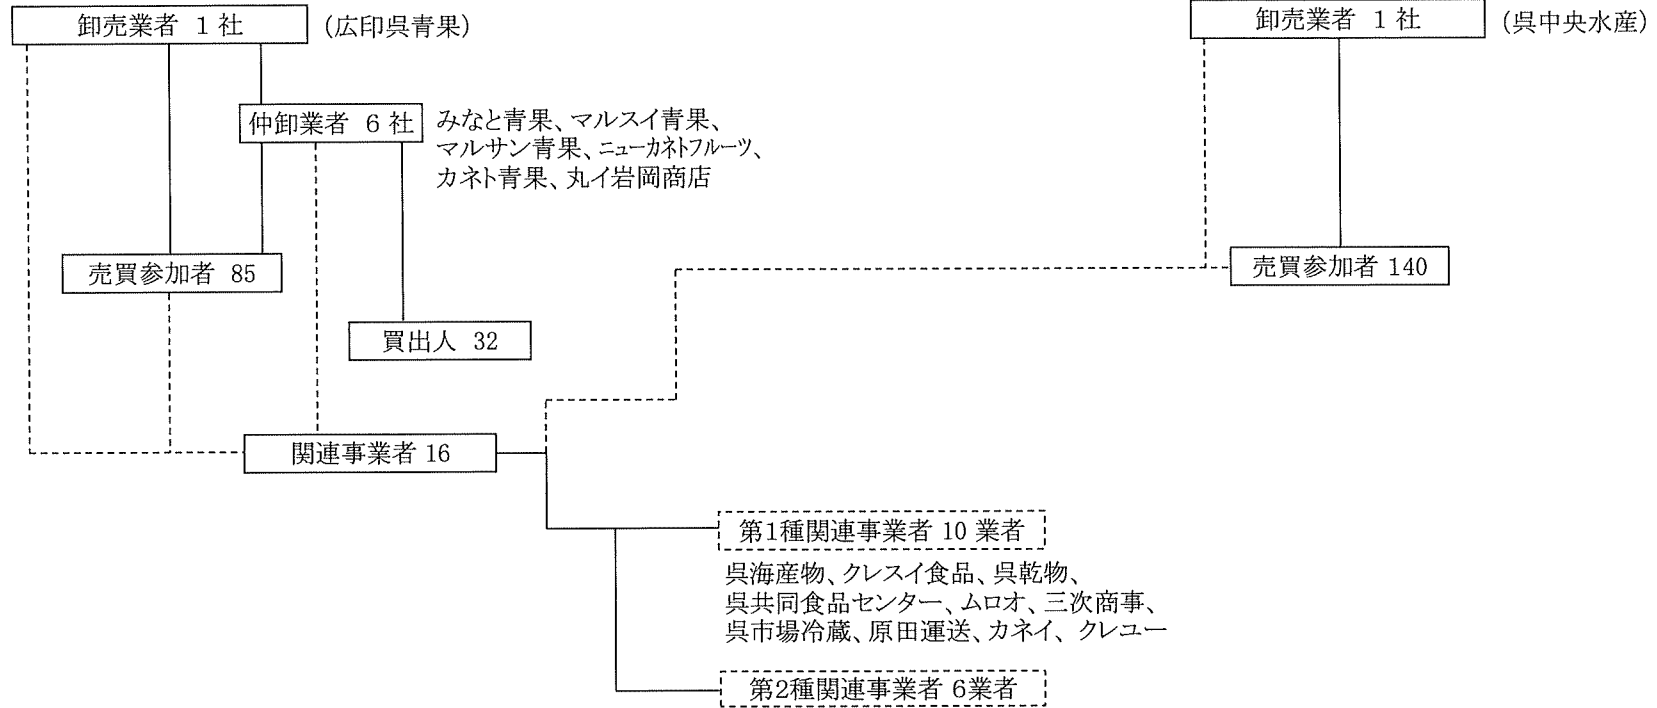 卸売業者 1 社
(広印呉青果)
卸売業者 1 社
(呉中央水産)
仲卸業者 6 社
みなと青果、マルスイ青果、
マルサン青果、ニューカネトフルーツ、
カネト青果、丸イ岩岡商店
売買参加者 85
売買参加者 140
買出人 32
関連事業者 16
第1種関連事業者 10 業者
呉海産物、クレスイ食品、呉乾物、
呉共同食品センター、ムロオ、三次商事、
呉市場冷蔵、原田運送、カネイ、クレユー
第2種関連事業者 6業者